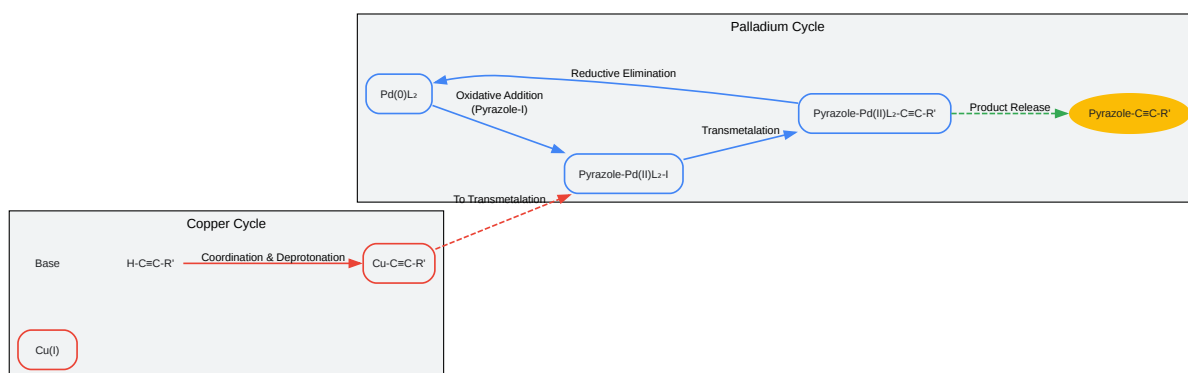 Palladium Cycle
Reductive Elimination
Pd(0)L₂
Oxidative Addition
(Pyrazole-I)
Product Release
Pyrazole-Pd(II)L₂-C≡C-R'
Pyrazole-C≡C-R'
Transmetalation
Pyrazole-Pd(II)L₂-I
To Transmetalation
Copper Cycle
Base
H-C≡C-R'
Coordination & Deprotonation
Cu-C≡C-R'
Cu(I)